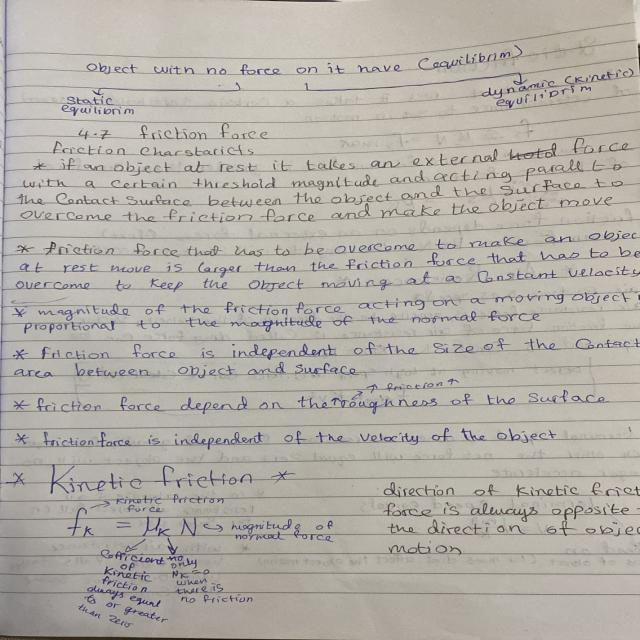 object with no force on it have (equilibrim)
static
equilibrim
dynamic (kinetic)
equilibrim
4.7 friction force
friction charstaricts
* if an object at rest it takes an external force
with a certain threshold magnitude and acting parall to
the contact surface between the object and the surface to
overcome the friction force and make the object move
* friction force that has to be overcome to make an objec
at rest move is larger than the friction force that has to be
overcome to keep the object moving at a constant velocity
* magnitude of the friction force acting on a moving object i
proportional to the magnitude of the normal force
* friction force is independent of the size of the contact
area between object and surface
↗ ↑ friction ↑
* friction force depend on the roughness of the surface
* friction force is independent of the velocity of the object
* Kinetic friction *
kinetic friction
force
fK = μK N → magnitude of
normal force
Cofficient
of
kinetic
friction
always equal
to or greater
than zero
no only
μK = 0
when
there is
no friction
direction of kinetic frict
force is always opposite
the direction of objec
motion